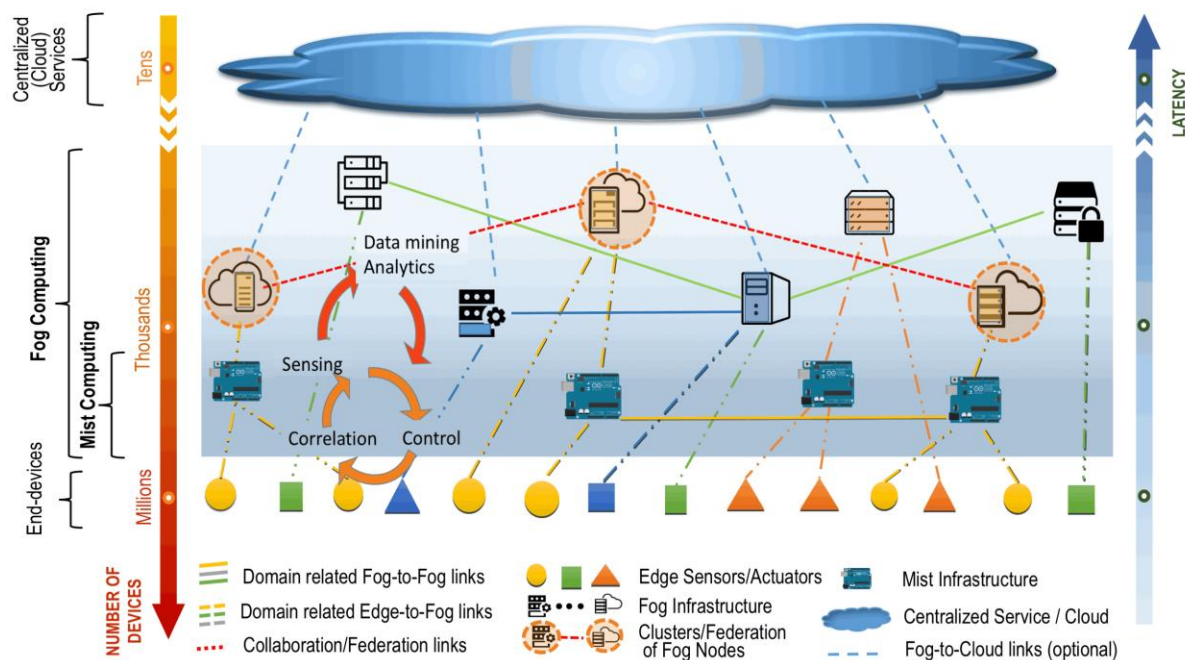 Centralized
(Cloud)
Services
Tens
LATENCY
Fog Computing
Thousands
Data mining
Analytics
Mist Computing
Sensing
Correlation
Control
End-devices
Millions
NUMBER OF
DEVICES
Domain related Fog-to-Fog links
Domain related Edge-to-Fog links
Collaboration/Federation links
Edge Sensors/Actuators
Fog Infrastructure
Clusters/Federation
of Fog Nodes
Mist Infrastructure
Centralized Service / Cloud
Fog-to-Cloud links (optional)